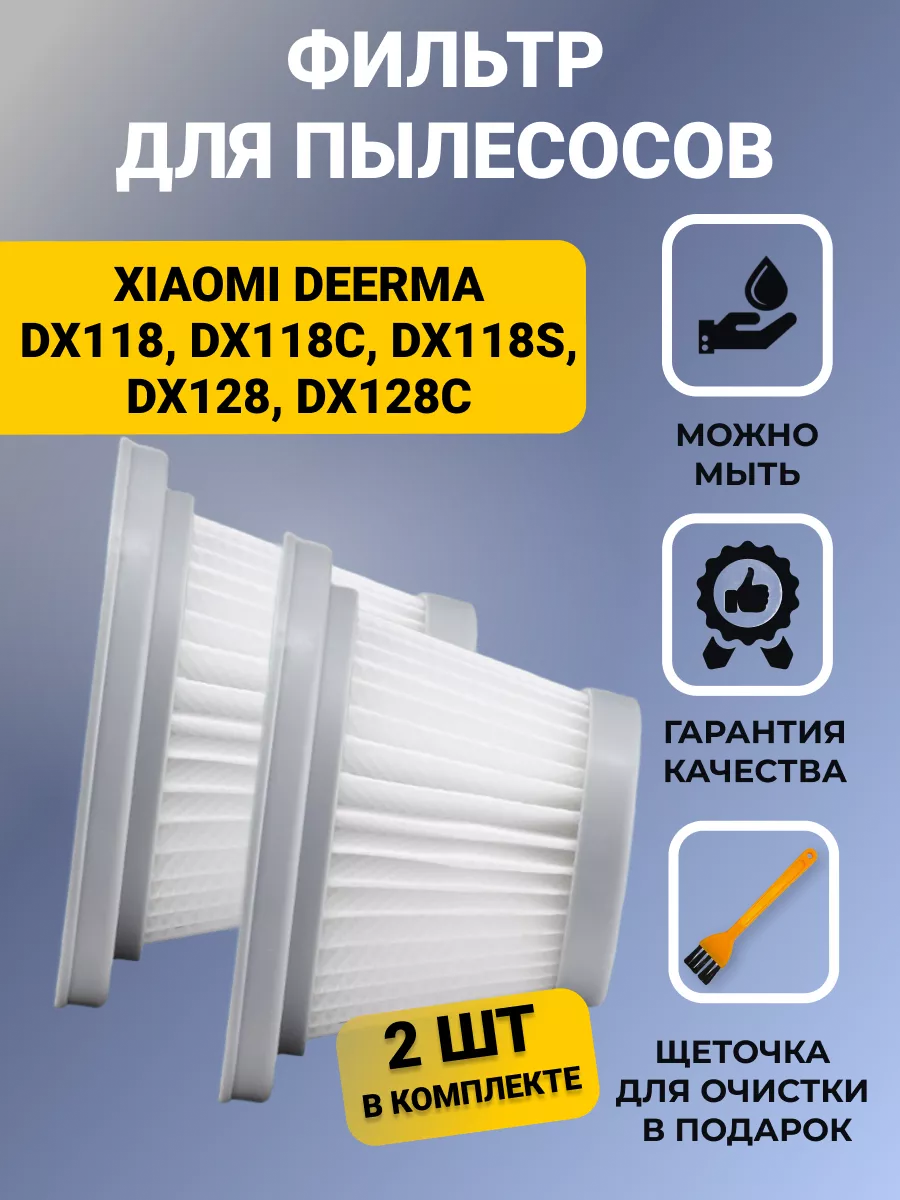 ФИЛЬТР
ДЛЯ ПЫЛЕСОСОВ
XIAOMI DEERMA
DX118, DX118C, DX118S,
DX128, DX128C
МОЖНО
МЫТЬ
ГАРАНТИЯ
КАЧЕСТВА
2 ШТ
В КОМПЛЕКТЕ
ЩЕТОЧКА
ДЛЯ ОЧИСТКИ
В ПОДАРОК